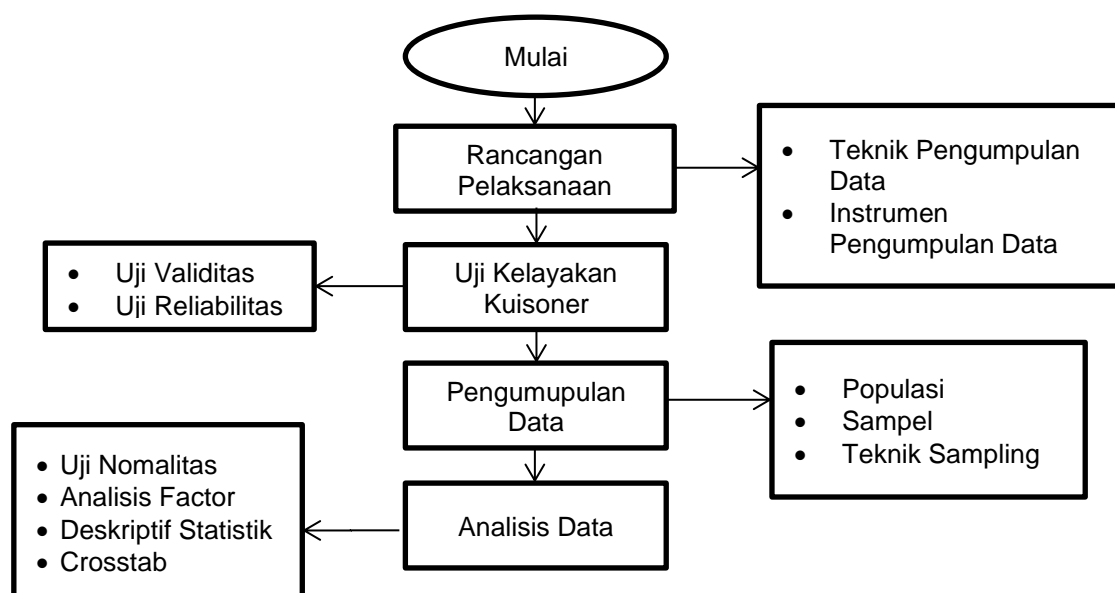 Mulai
Rancangan
Pelaksanaan
• Teknik Pengumpulan
Data
• Instrumen
Pengumpulan Data
Uji Kelayakan
Kuisoner
• Uji Validitas
• Uji Reliabilitas
Pengumupulan
Data
• Populasi
• Sampel
• Teknik Sampling
Analisis Data
• Uji Nomalitas
• Analisis Factor
• Deskriptif Statistik
• Crosstab